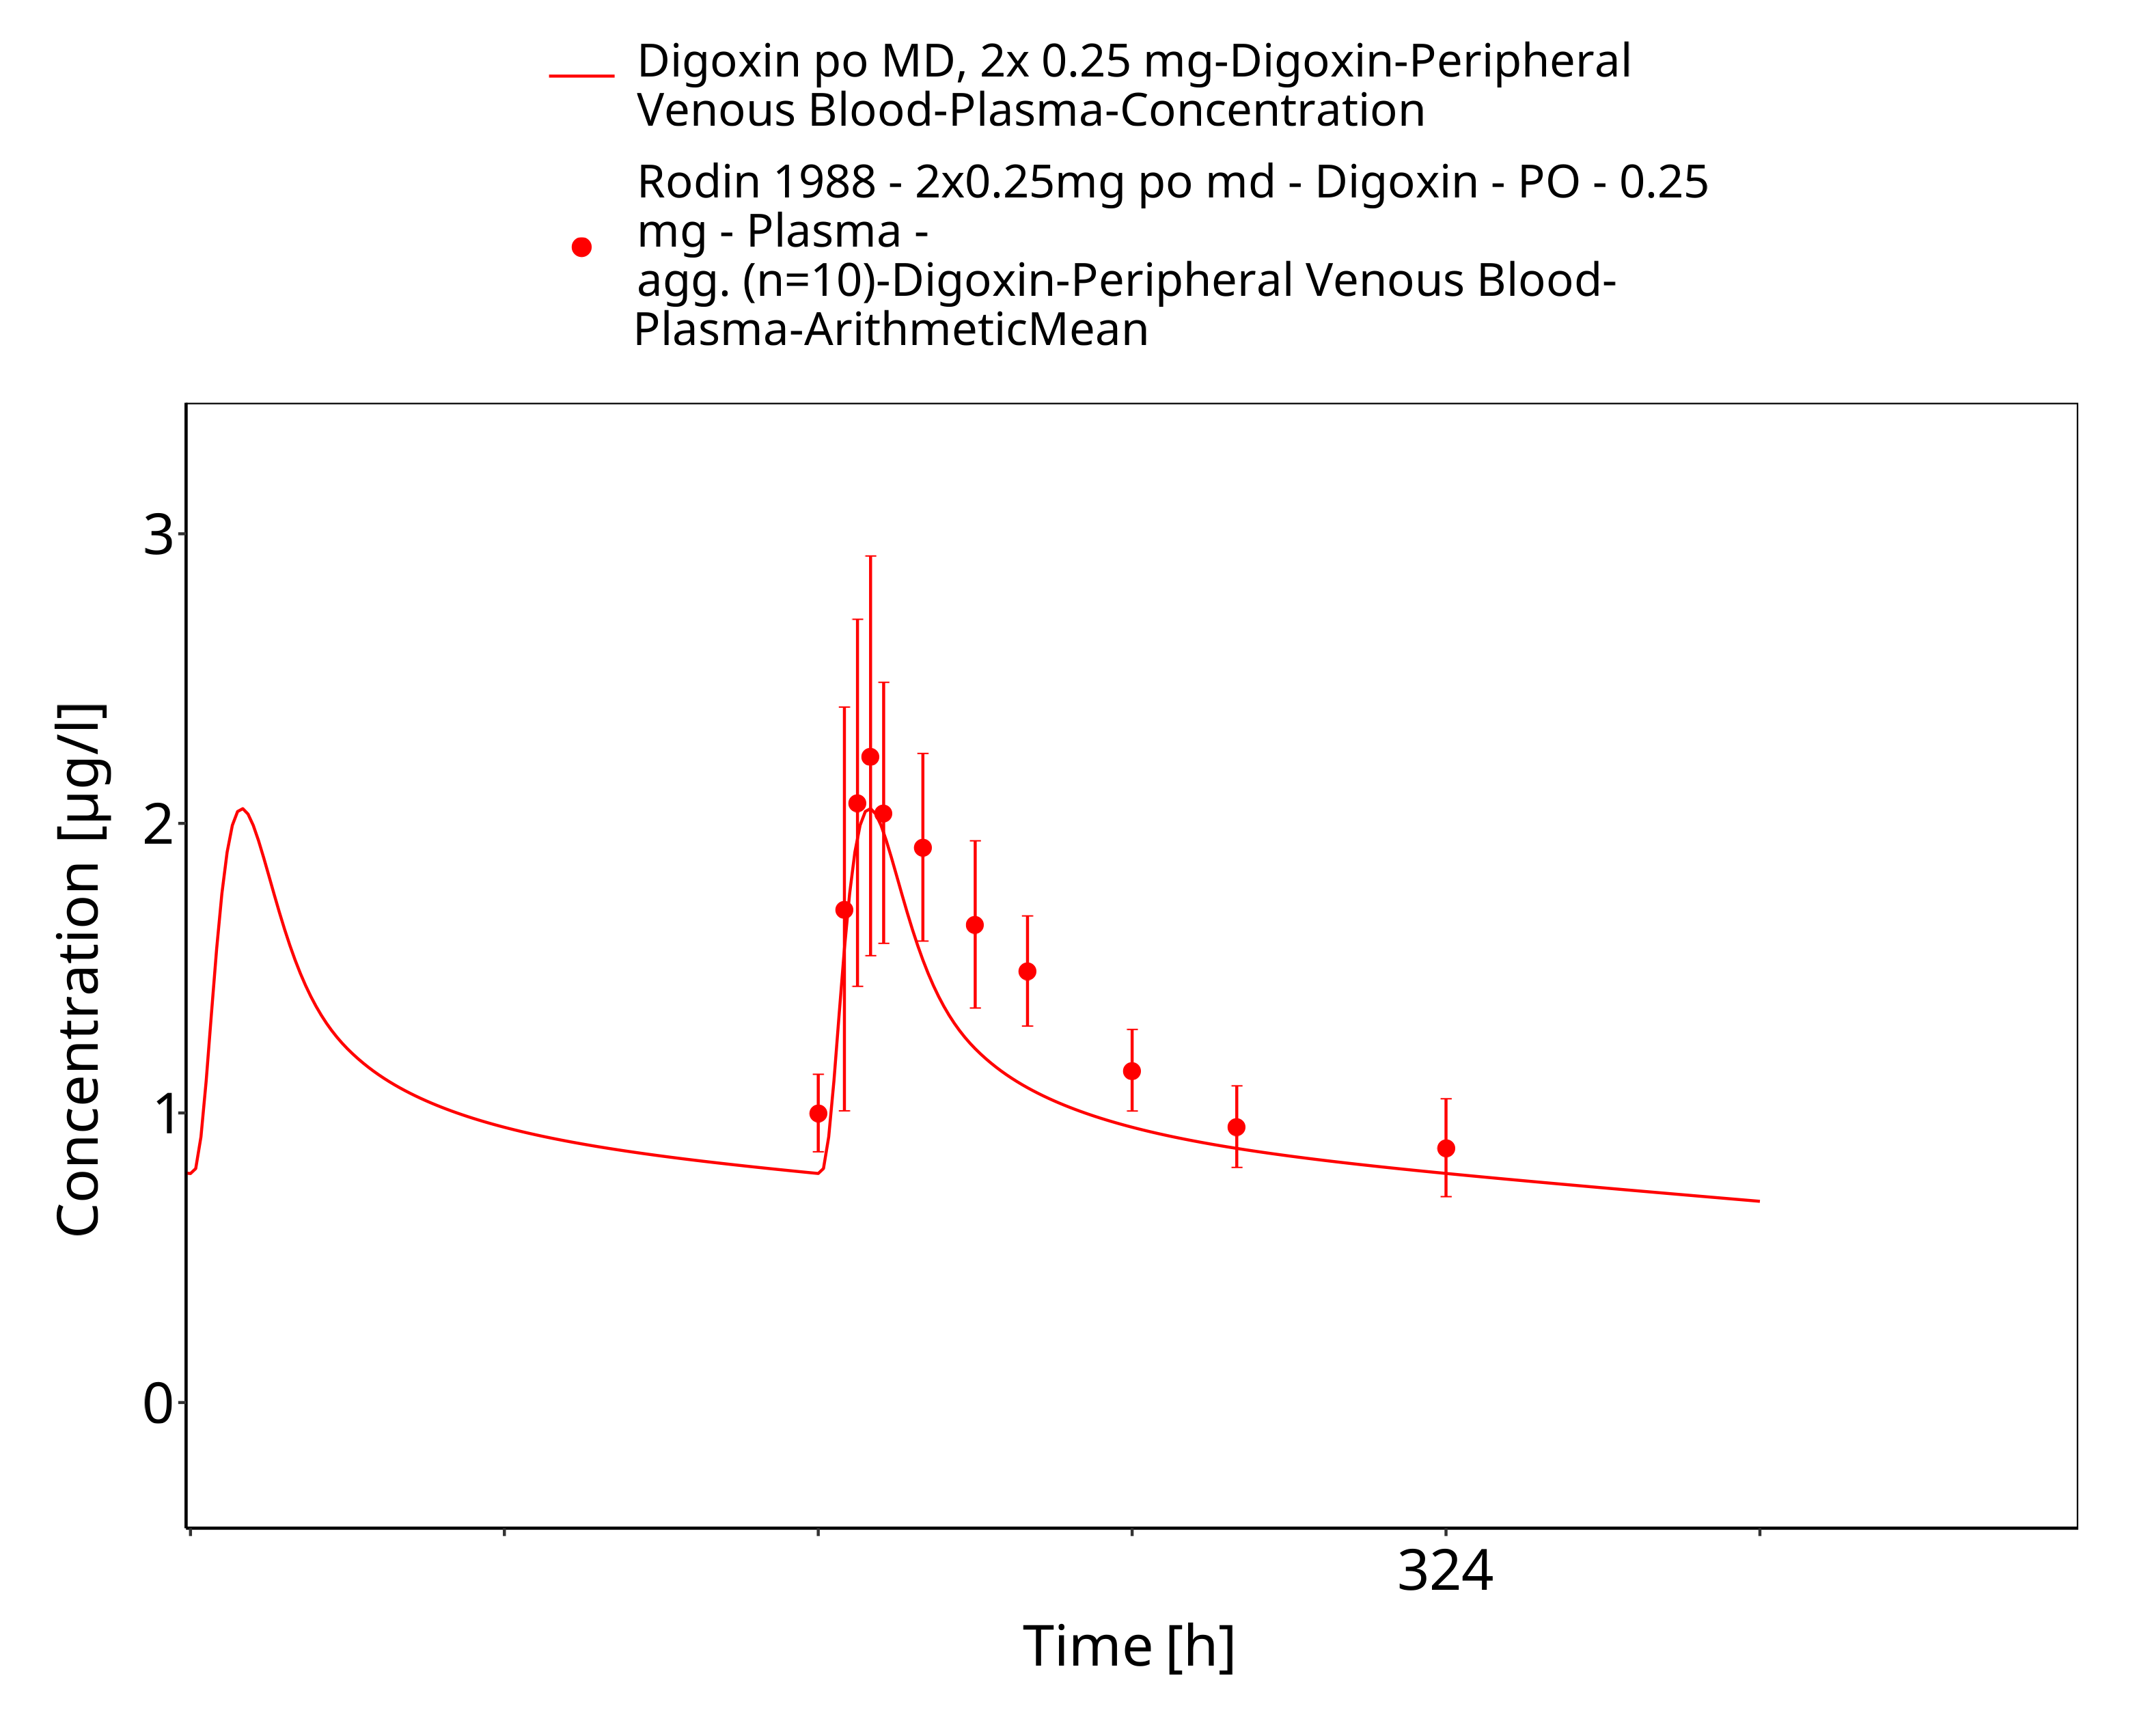 Digoxin po MD, 2x 0.25 mg-Digoxin-Peripheral
Venous Blood-Plasma-Concentration
Rodin 1988 - 2x0.25mg po md - Digoxin - PO - 0.25
mg - Plasma -
agg. (n=10)-Digoxin-Peripheral Venous Blood-
Plasma-ArithmeticMean
3
2
1
0
Concentration [µg/l]
324
Time [h]